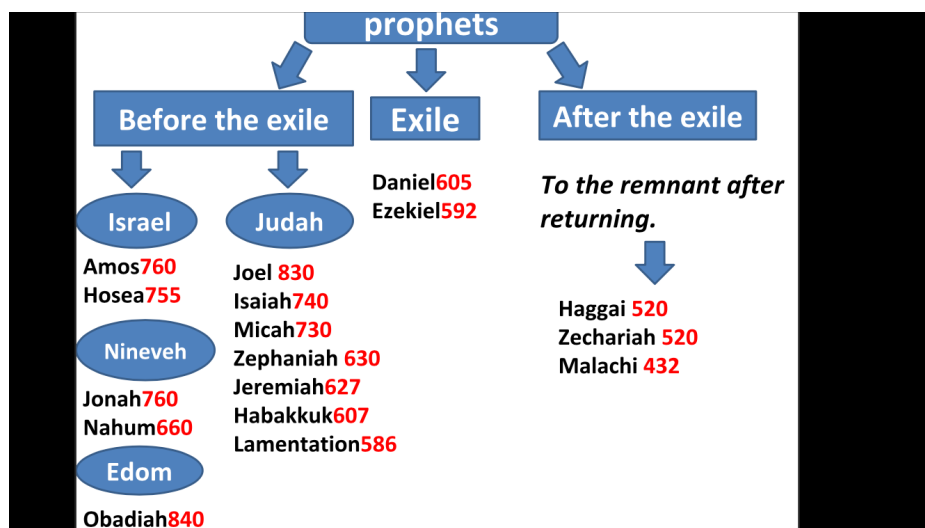 prophets
Before the exile
Exile
After the exile
Israel
Amos760
Hosea755
Nineveh
Jonah760
Nahum660
Edom
Obadiah840
Judah
Joel 830
Isaiah740
Micah730
Zephaniah 630
Jeremiah627
Habakkuk607
Lamentation586
Daniel605
Ezekiel592
To the remnant after
returning.
Haggai 520
Zechariah 520
Malachi 432